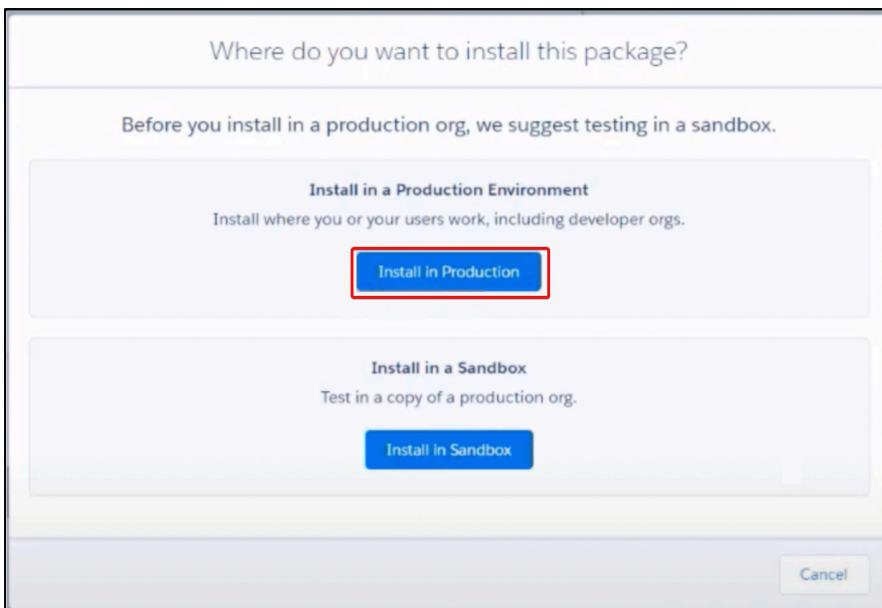 Where do you want to install this package?
Before you install in a production org, we suggest testing in a sandbox.
Install in a Production Environment
Install where you or your users work, including developer orgs.
Install in Production
Install in a Sandbox
Test in a copy of a production org.
Install in Sandbox
Cancel